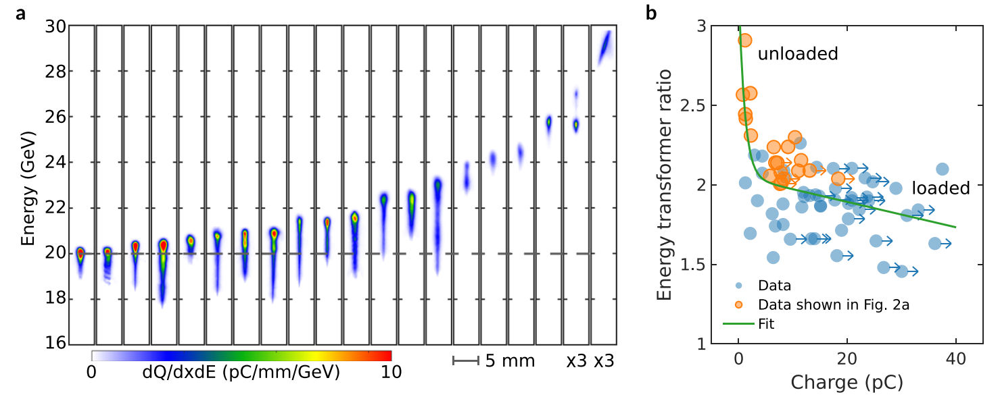 a
30
28
26
24
22
20
18
16
Energy (GeV)
0
dQ/dxdE (pC/mm/GeV)
10
5 mm
x3 x3
b
3
2.5
2
1.5
1
Energy transformer ratio
unloaded
loaded
Data
Data shown in Fig. 2a
Fit
0
20
40
Charge (pC)